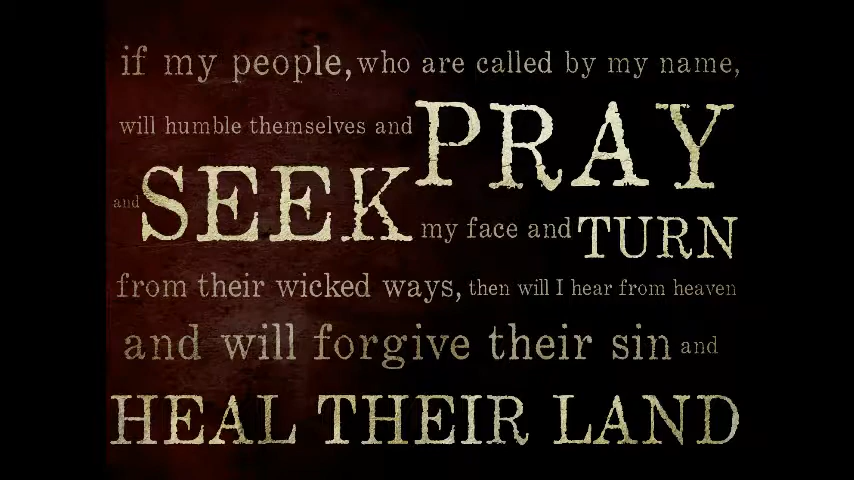 if my people, who are called by my name,
will humble themselves and PRAY
and SEEK my face and TURN
from their wicked ways, then will I hear from heaven
and will forgive their sin and
HEAL THEIR LAND